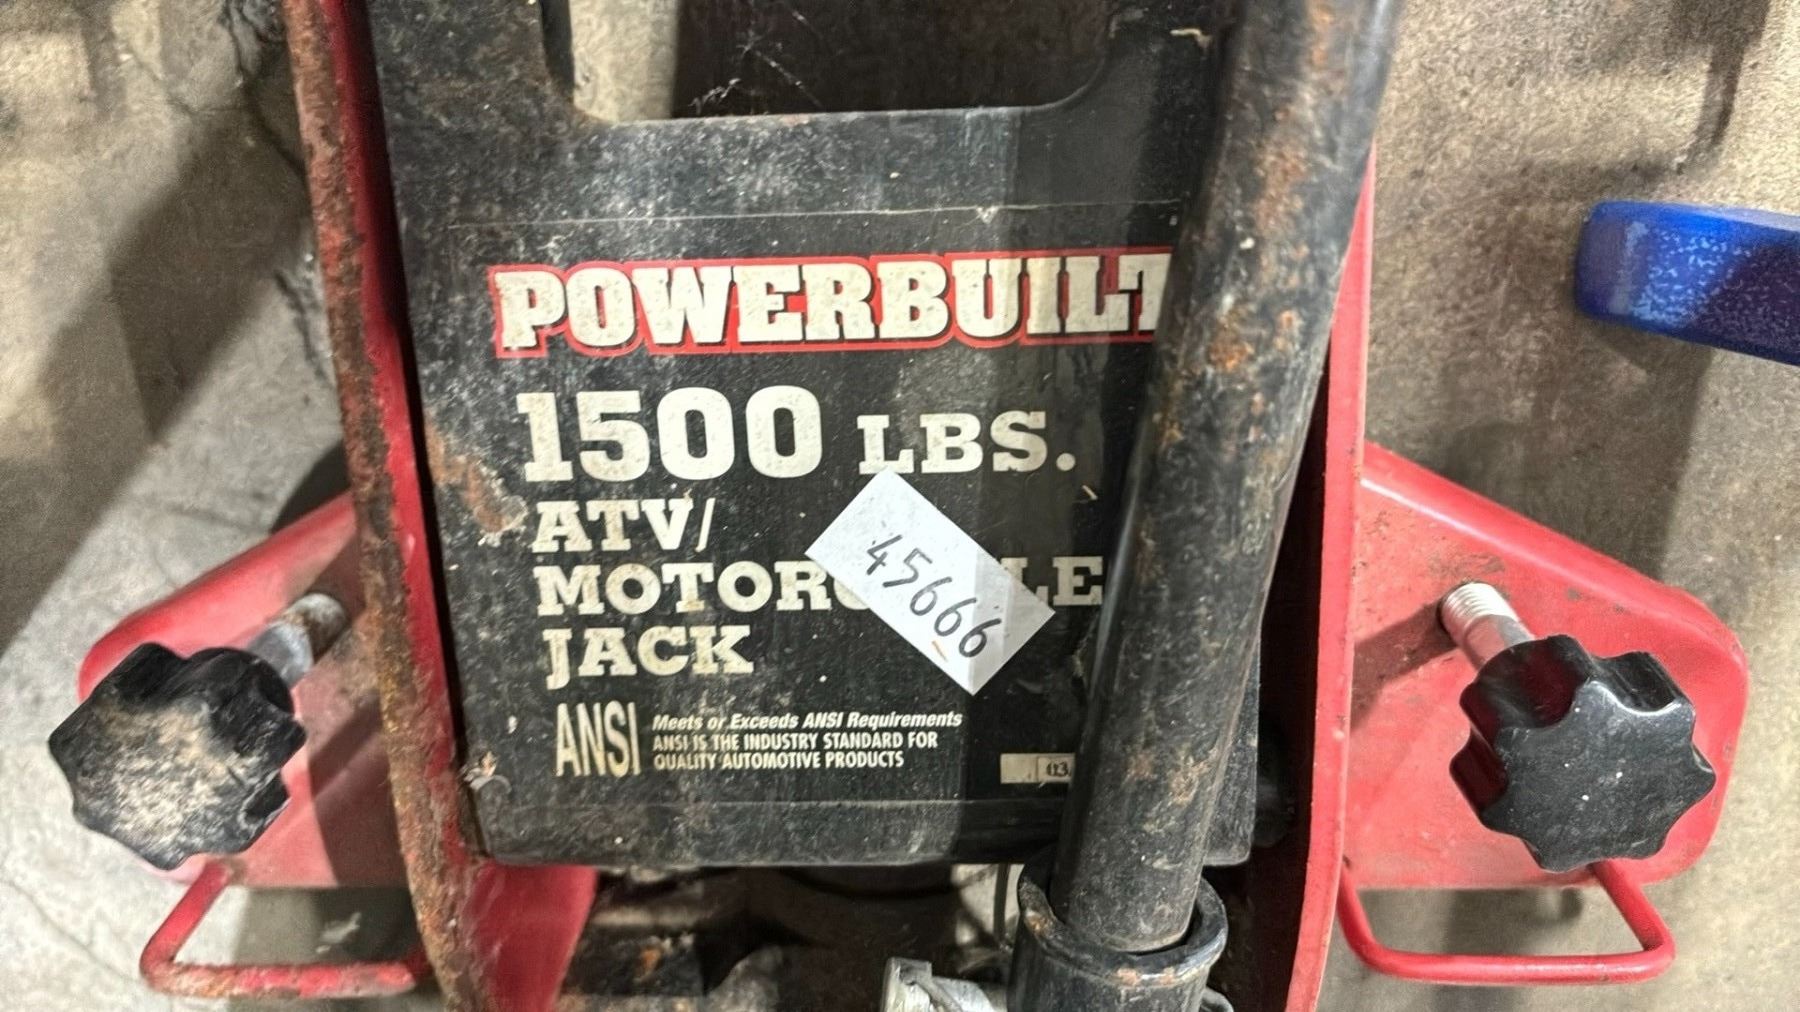 POWERBUILT
1500 LBS.
ATV/
MOTORC LE
JACK
45666
ANSI
Meets or Exceeds ANSI Requirements
ANSI IS THE INDUSTRY STANDARD FOR
QUALITY AUTOMOTIVE PRODUCTS
03